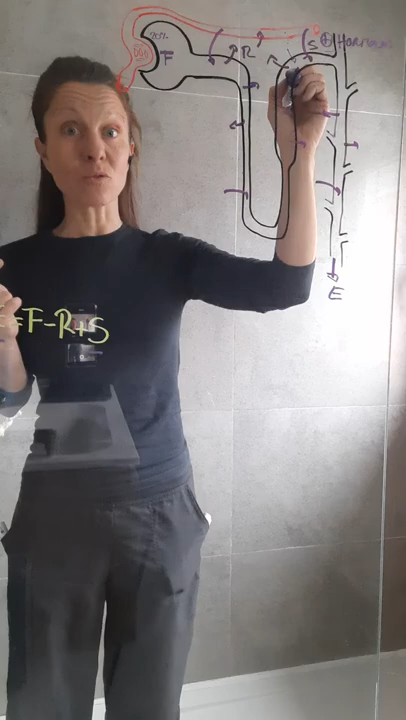 20%
F
R
S ⊕ Hormones
=F-R+S
E